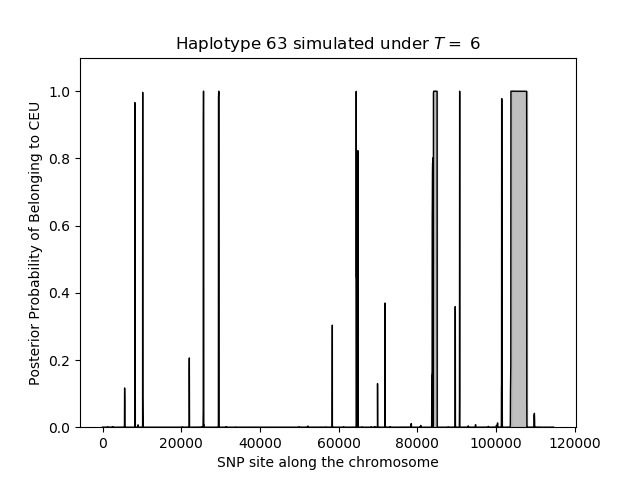 Haplotype 63 simulated under T = 6
Posterior Probability of Belonging to CEU
1.0
0.8
0.6
0.4
0.2
0.0
0 20000 40000 60000 80000 100000 120000
SNP site along the chromosome